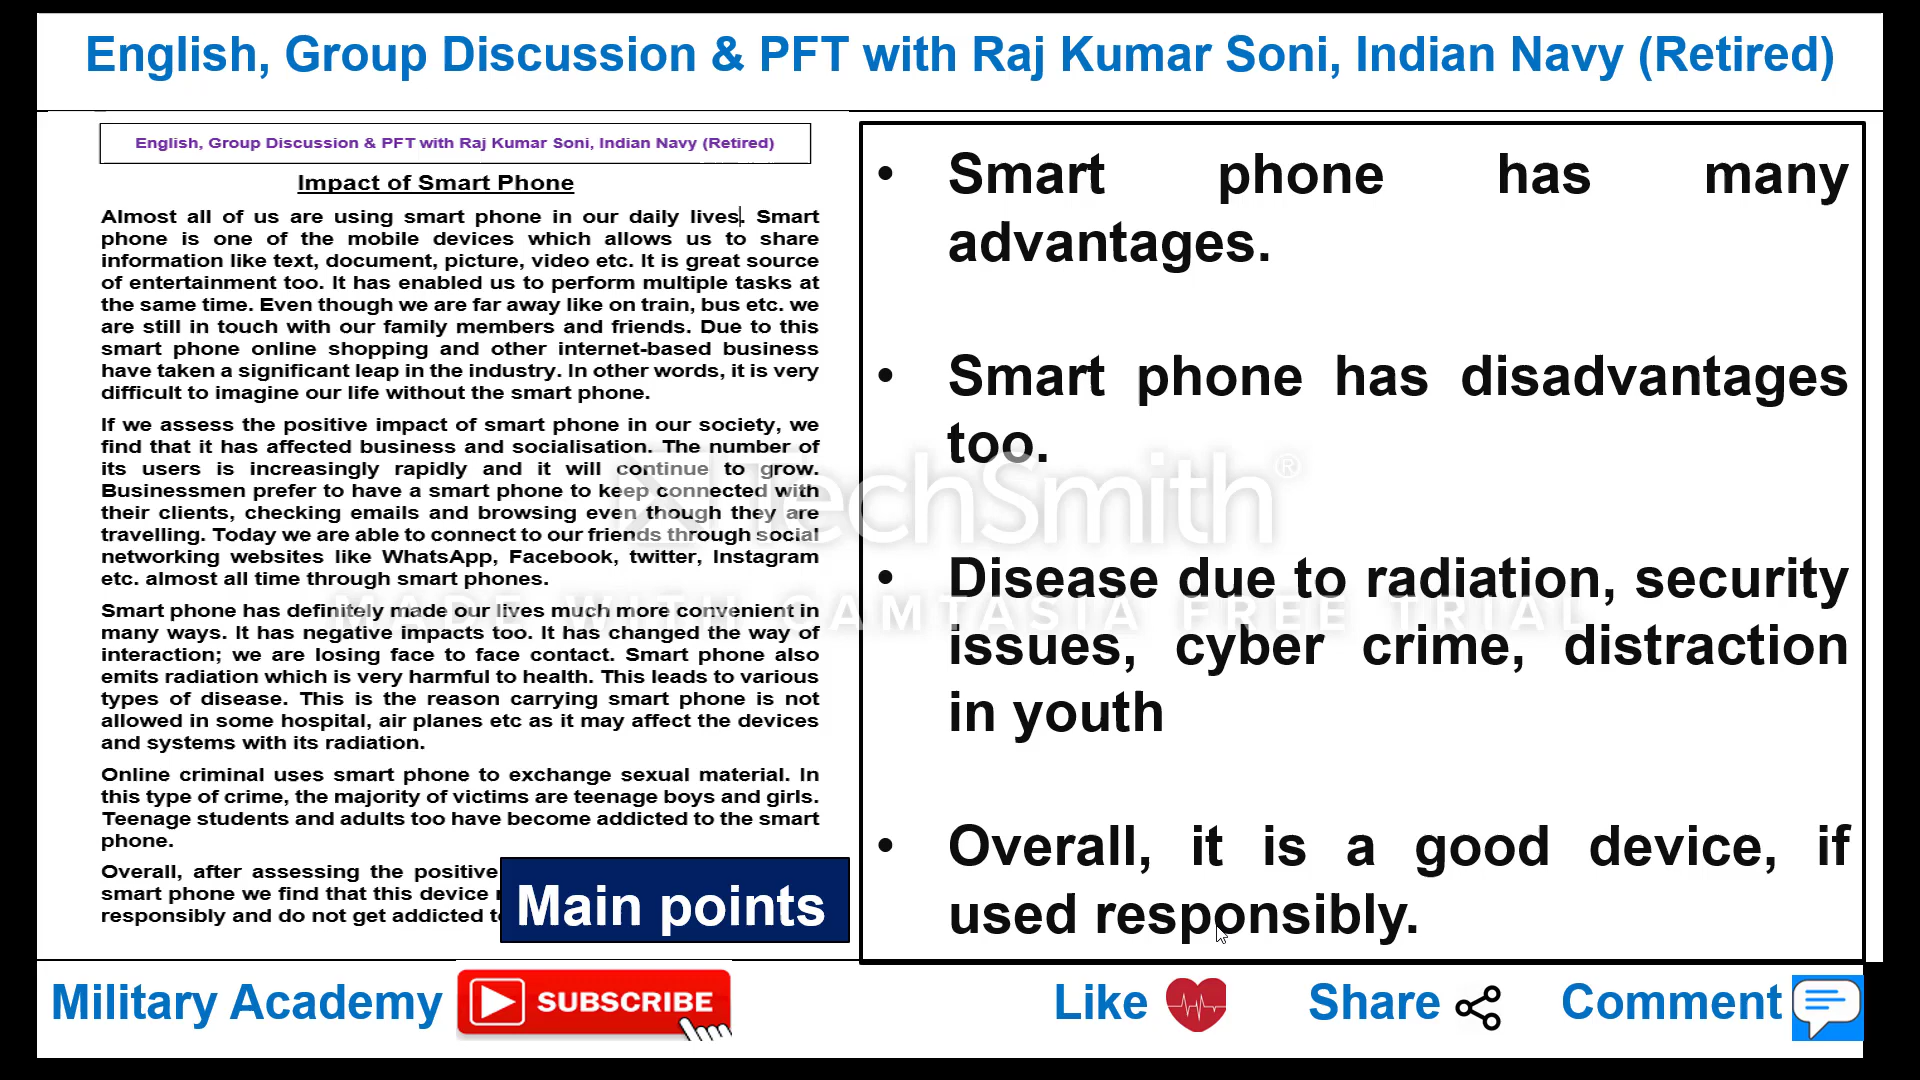 English, Group Discussion & PFT with Raj Kumar Soni, Indian Navy (Retired)
English, Group Discussion & PFT with Raj Kumar Soni, Indian Navy (Retired)
Impact of Smart Phone
Almost all of us are using smart phone in our daily lives. Smart
phone is one of the mobile devices which allows us to share
information like text, document, picture, video etc. It is great source
of entertainment too. It has enabled us to perform multiple tasks at
the same time. Even though we are far away like on train, bus etc. we
are still in touch with our family members and friends. Due to this
smart phone online shopping and other internet-based business
have taken a significant leap in the industry. In other words, it is very
difficult to imagine our life without the smart phone.
If we assess the positive impact of smart phone in our society, we
find that it has affected business and socialisation. The number of
its users is increasingly rapidly and it will continue to grow.
Businessmen prefer to have a smart phone to keep connected with
their clients, checking emails and browsing even though they are
travelling. Today we are able to connect to our friends through social
networking websites like WhatsApp, Facebook, twitter, Instagram
etc. almost all time through smart phones.
Smart phone has definitely made our lives much more convenient in
many ways. It has negative impacts too. It has changed the way of
interaction; we are losing face to face contact. Smart phone also
emits radiation which is very harmful to health. This leads to various
types of disease. This is the reason carrying smart phone is not
allowed in some hospital, air planes etc as it may affect the devices
and systems with its radiation.
Online criminal uses smart phone to exchange sexual material. In
this type of crime, the majority of victims are teenage boys and girls.
Teenage students and adults too have become addicted to the smart
phone.
Overall, after assessing the positive
smart phone we find that this device
responsibly and do not get addicted
Main points
• Smart phone has many
advantages.
• Smart phone has disadvantages
too.
• Disease due to radiation, security
issues, cyber crime, distraction
in youth
• Overall, it is a good device, if
used responsibly.
TechSmith®
MADE WITH CAMTASIA FREE TRIAL
Military Academy
SUBSCRIBE
Like
Share
Comment